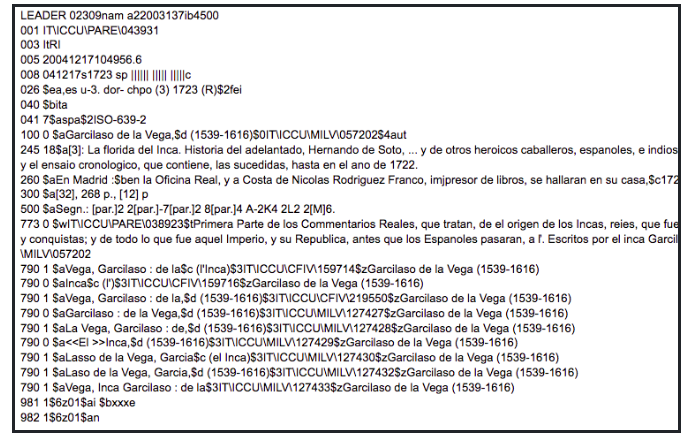 LEADER 02309nam a22003137ib4500
001 IT\ICCU\PARE\043931
003 ItRI
005 20041217104956.6
008 041217s1723 sp |||||| ||||| |||||c
026 $ea,es u-3. dor- chpo (3) 1723 (R)$2fei
040 $bita
041 7$aspa$2ISO-639-2
100 0 $aGarcilaso de la Vega,$d (1539-1616)$0IT\ICCU\MILV\057202$4aut
245 18$a[3]: La florida del Inca. Historia del adelantado, Hernando de Soto, ... y de otros heroicos caballeros, espanoles, e indios
y el ensaio cronologico, que contiene, las sucedidas, hasta en el ano de 1722.
260 $aEn Madrid :$ben la Oficina Real, y a Costa de Nicolas Rodriguez Franco, imjpresor de libros, se hallaran en su casa,$c172
300 $a[32], 268 p., [12] p
500 $aSegn.: [par.]2 2[par.]-7[par.]2 8[par.]4 A-2K4 2L2 2[M]6.
773 0 $wIT\ICCU\PARE\038923$tPrimera Parte de los Commentarios Reales, que tratan, de el origen de los Incas, reies, que fue
y conquistas; y de todo lo que fue aquel Imperio, y su Republica, antes que los Espanoles pasaran, a l'. Escritos por el inca Garcil
\MILV\057202
790 1 $aVega, Garcilaso : de la$c (l'Inca)$3IT\ICCU\CFIV\159714$zGarcilaso de la Vega (1539-1616)
790 0 $aInca$c (l')$3IT\ICCU\CFIV\159716$zGarcilaso de la Vega (1539-1616)
790 1 $aVega, Garcilaso : de la,$d (1539-1616)$3IT\ICCU\CFIV\219550$zGarcilaso de la Vega (1539-1616)
790 0 $aGarcilaso : de la Vega,$d (1539-1616)$3IT\ICCU\MILV\127427$zGarcilaso de la Vega (1539-1616)
790 1 $aLa Vega, Garcilaso : de,$d (1539-1616)$3IT\ICCU\MILV\127428$zGarcilaso de la Vega (1539-1616)
790 0 $a<<El >>Inca,$d (1539-1616)$3IT\ICCU\MILV\127429$zGarcilaso de la Vega (1539-1616)
790 1 $aLasso de la Vega, Garcia$c (el Inca)$3IT\ICCU\MILV\127430$zGarcilaso de la Vega (1539-1616)
790 1 $aLaso de la Vega, Garcia,$d (1539-1616)$3IT\ICCU\MILV\127432$zGarcilaso de la Vega (1539-1616)
790 1 $aVega, Inca Garcilaso : de la$3IT\ICCU\MILV\127433$zGarcilaso de la Vega (1539-1616)
981 1$6z01$ai $bxxxe
982 1$6z01$an